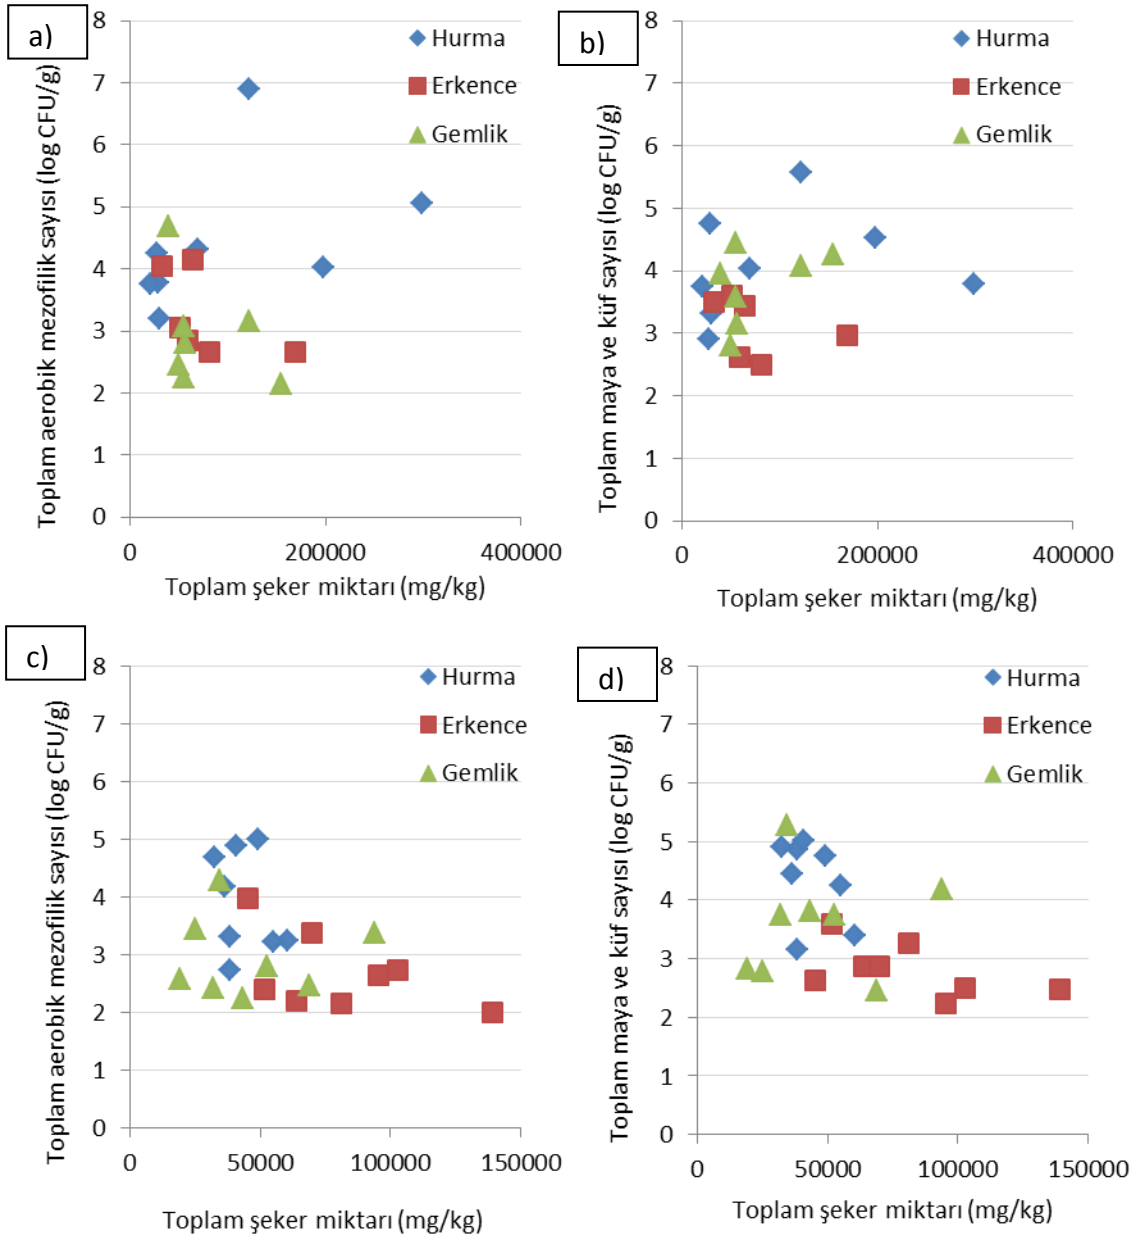 a)
Toplam aerobik mezofilik sayısı (log CFU/g)
8
7
6
5
4
3
2
1
0
0
200000
400000
Toplam şeker miktarı (mg/kg)
Hurma
Erkence
Gemlik
b)
Toplam maya ve küf sayısı (log CFU/g)
8
7
6
5
4
3
2
1
0
0
200000
400000
Toplam şeker miktarı (mg/kg)
Hurma
Erkence
Gemlik
c)
Toplam aerobik mezofilik sayısı (log CFU/g)
8
7
6
5
4
3
2
1
0
0
50000
100000
150000
Toplam şeker miktarı (mg/kg)
Hurma
Erkence
Gemlik
d)
Toplam maya ve küf sayısı (log CFU/g)
8
7
6
5
4
3
2
1
0
0
50000
100000
150000
Toplam şeker miktarı (mg/kg)
Hurma
Erkence
Gemlik